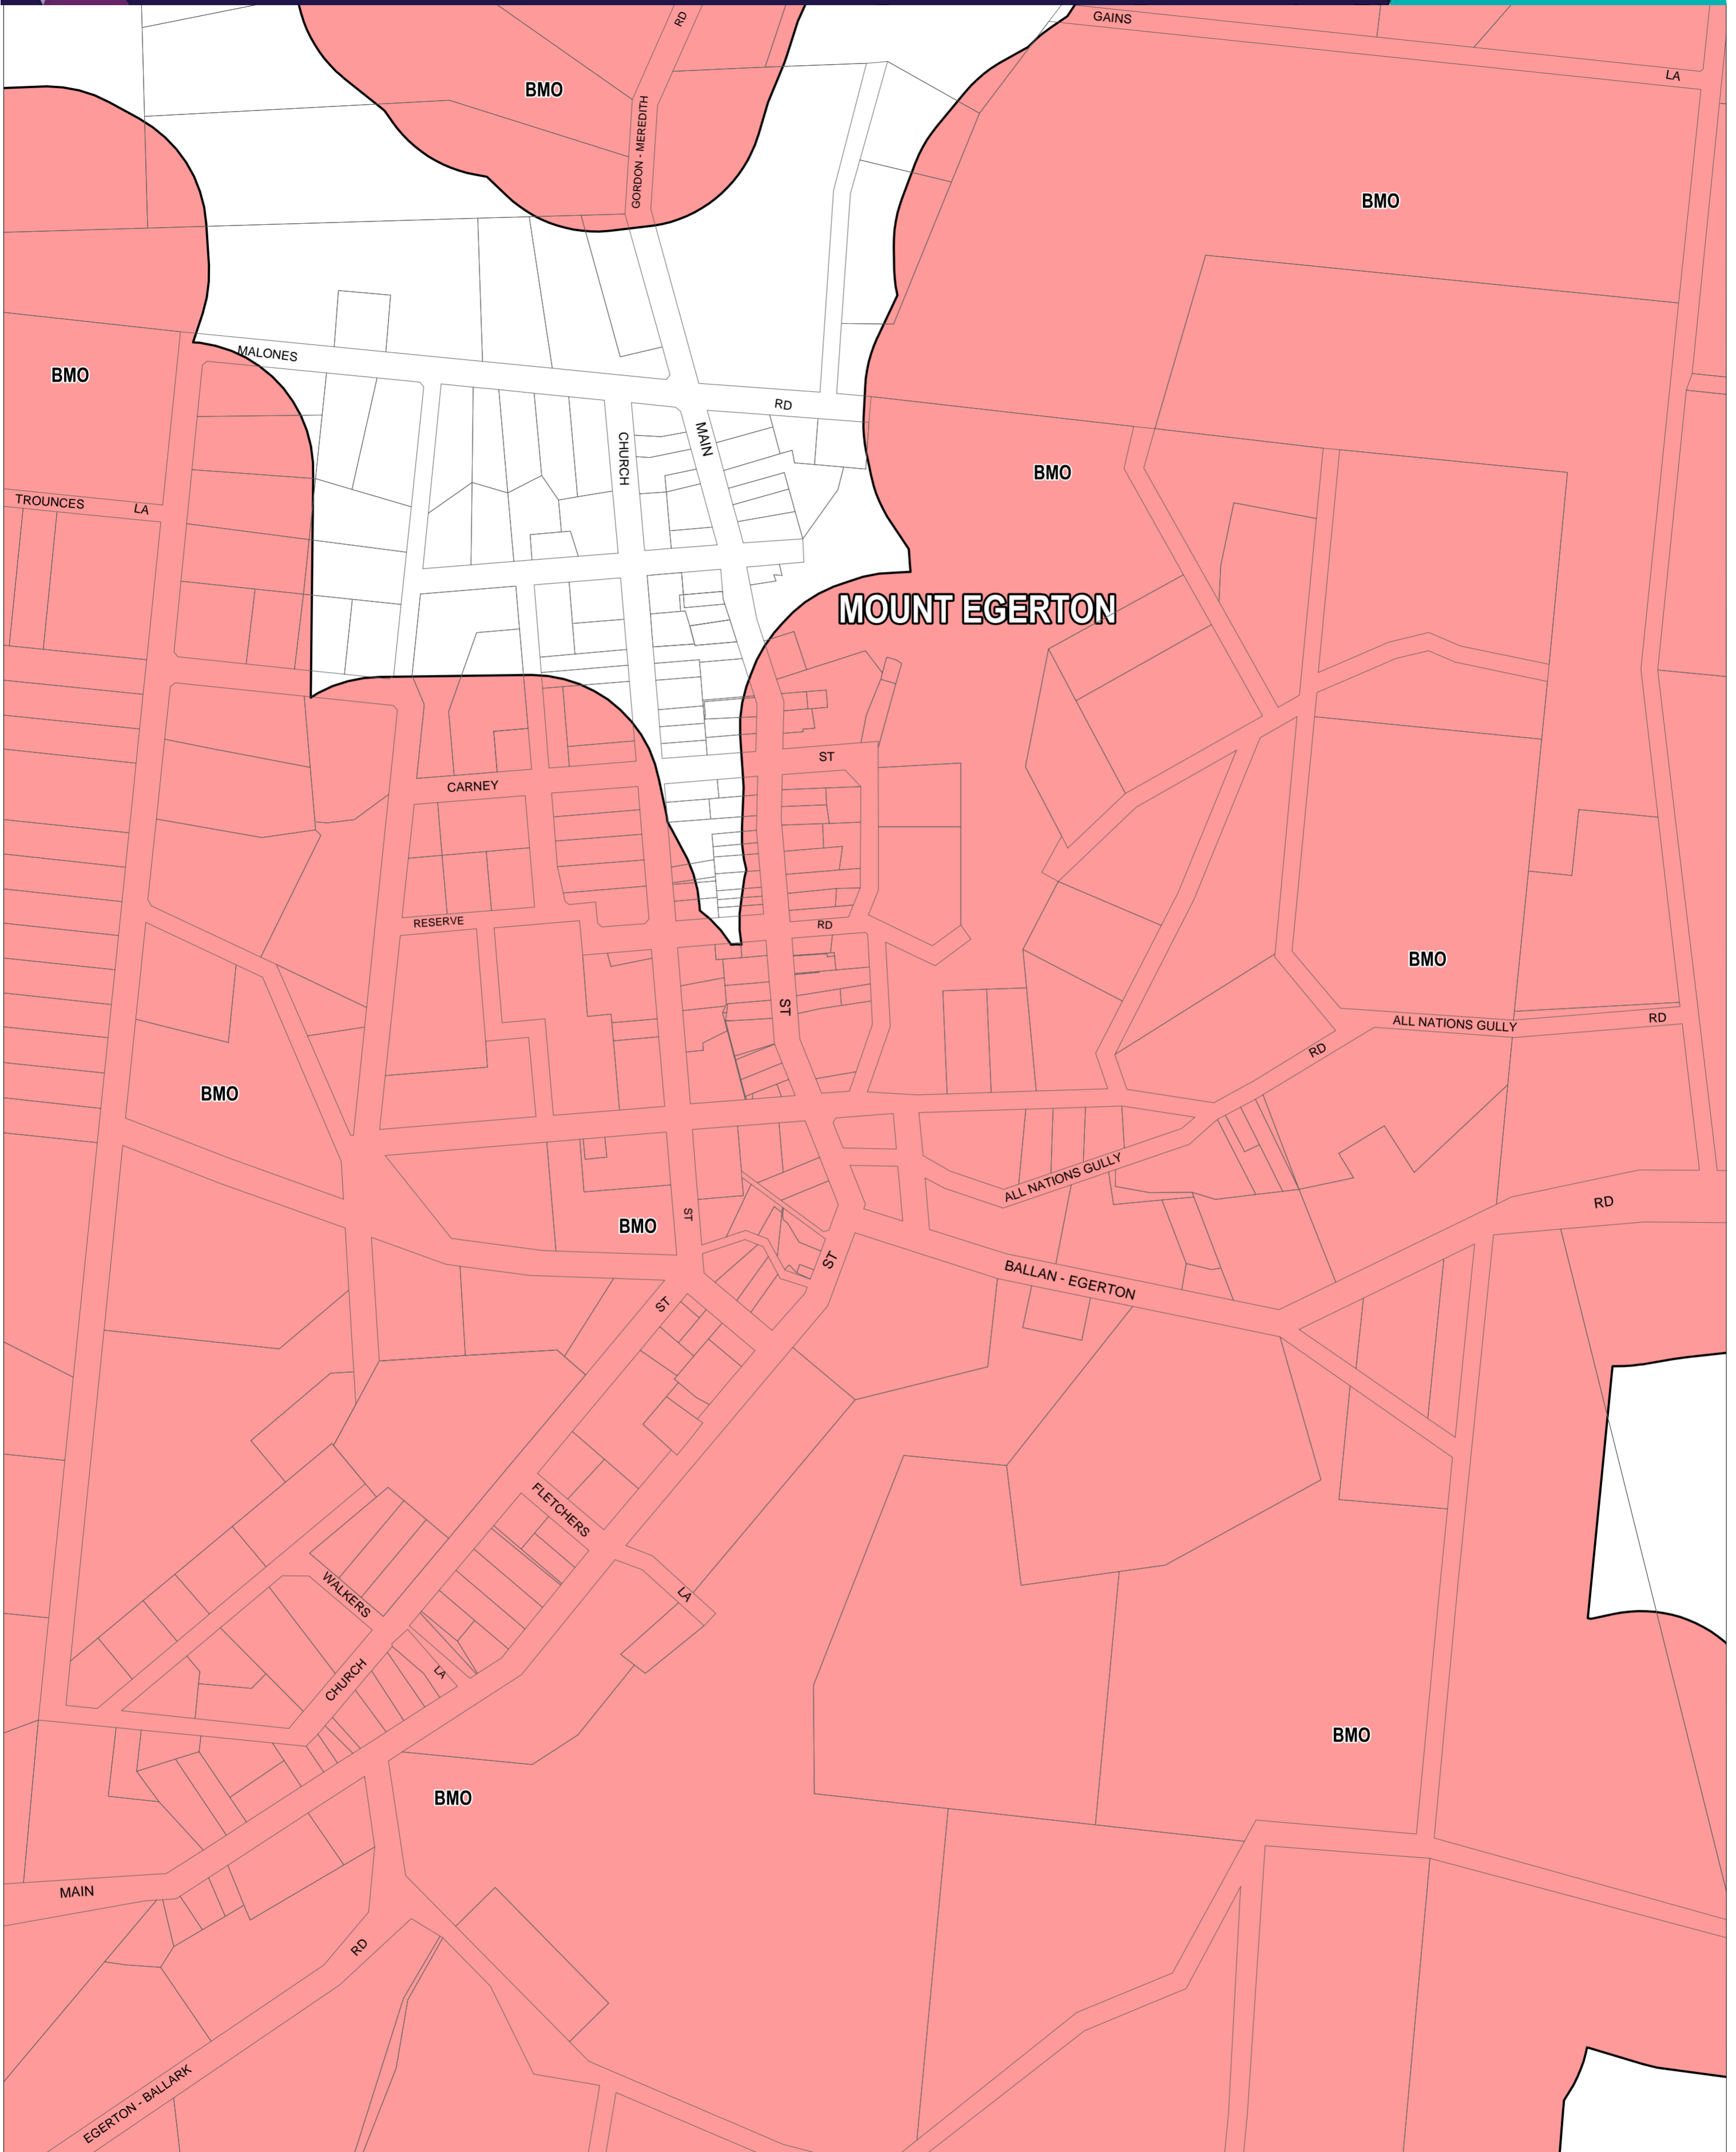 GAINS
RD
LA
BMO
GORDON - MEREDITH
BMO
MALONES
BMO
RD
CHURCH
MAIN
BMO
TROUNCES LA
MOUNT EGERTON
ST
CARNEY
RESERVE
RD
BMO
ST
ALL NATIONS GULLY
RD
RD
BMO
ALL NATIONS GULLY
RD
ST
BMO
ST
BALLAN - EGERTON
ST
FLETCHERS
WALKERS
LA
CHURCH
LA
BMO
BMO
MAIN
RD
EGERTON - BALLARK